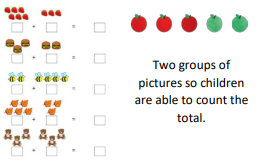 + =
+ =
+ =
+ =
+ =
Two groups of
pictures so children
are able to count the
total.